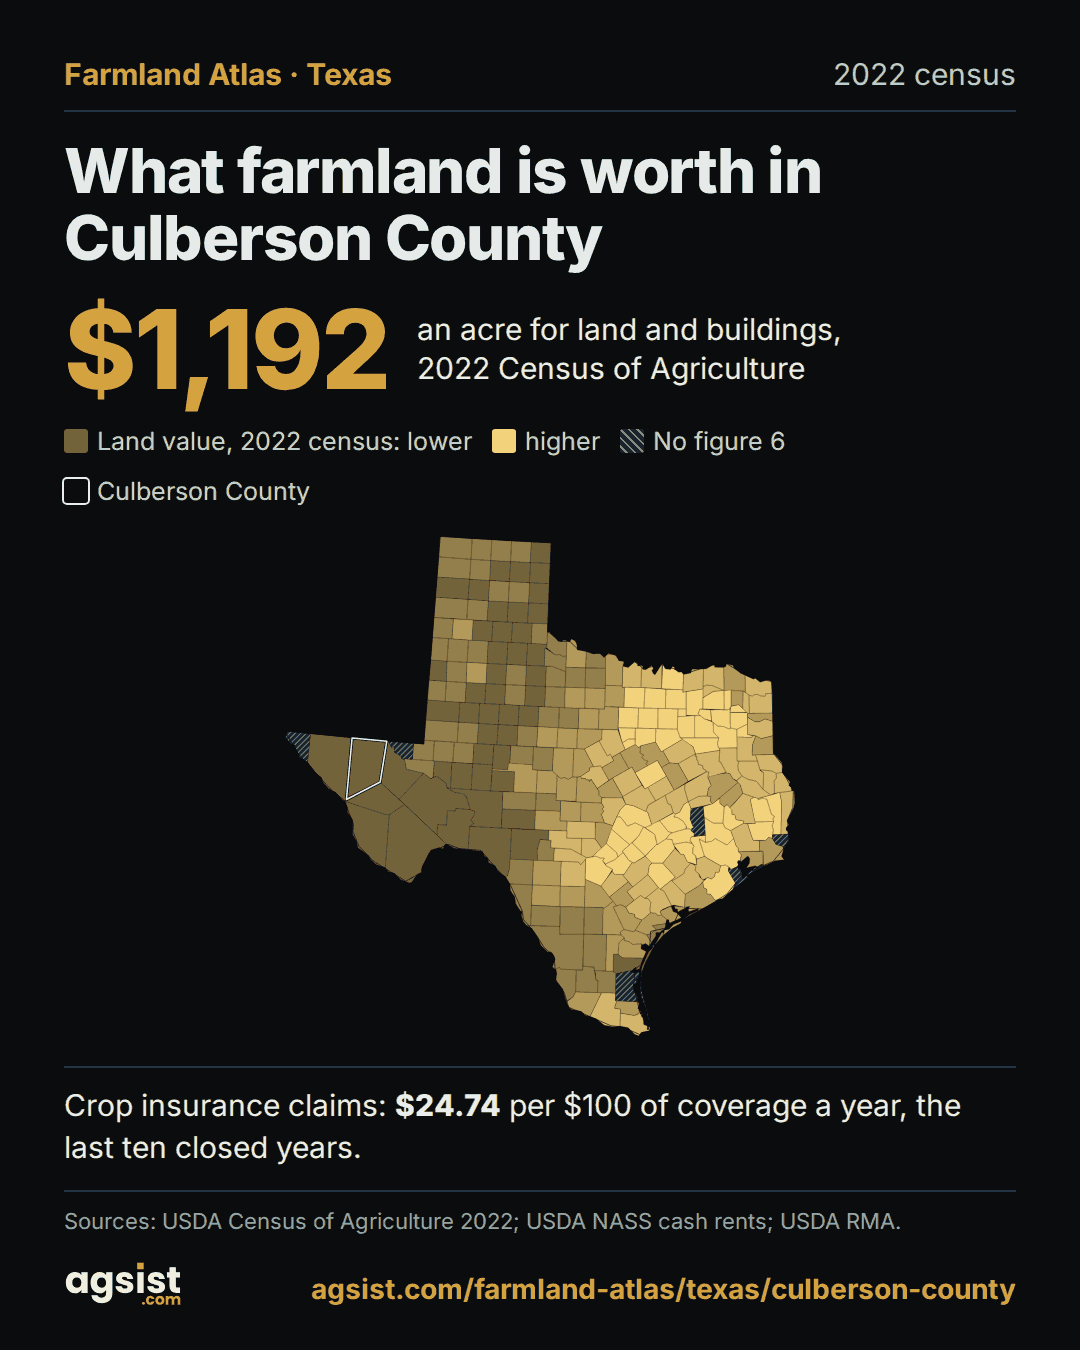 Farmland Atlas · Texas
2022 census
What farmland is worth in
Culberson County
$1,192
an acre for land and buildings,
2022 Census of Agriculture
Land value, 2022 census: lower
higher
No figure 6
Culberson County
Crop insurance claims: $24.74 per $100 of coverage a year, the
last ten closed years.
Sources: USDA Census of Agriculture 2022; USDA NASS cash rents; USDA RMA.
agsist
.com
agsist.com/farmland-atlas/texas/culberson-county